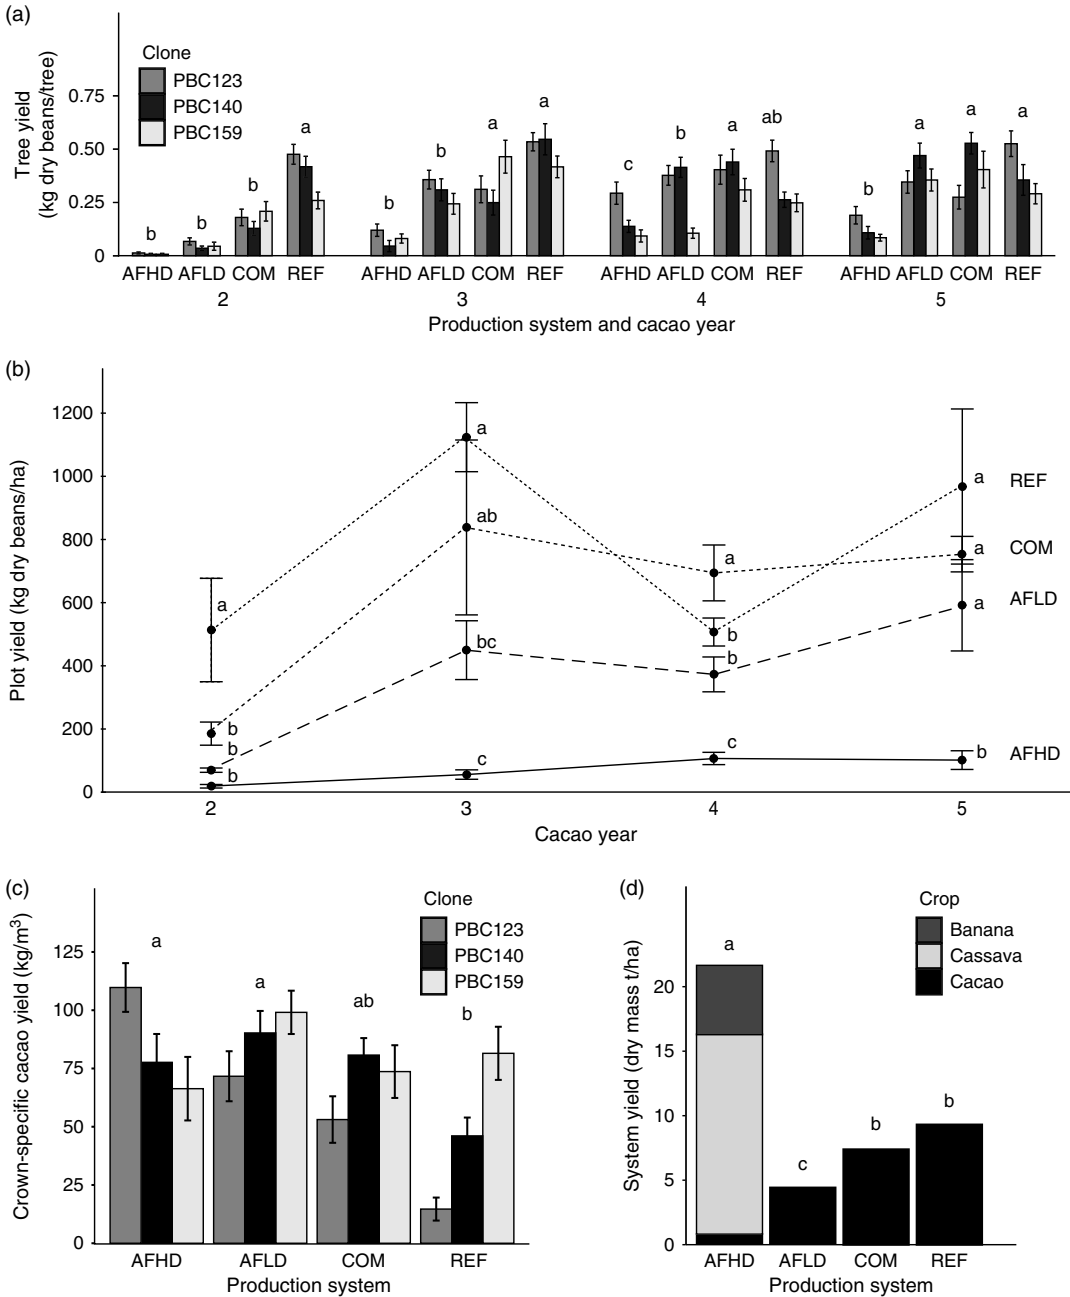 (a)
Tree yield
(kg dry beans/tree)
Clone
PBC123
PBC140
PBC159
0.75
0.50
0.25
0
b
b
b
a
b
b
a
a
c
b
a
ab
b
a
a
a
AFHD AFLD COM REF
AFHD AFLD COM REF
AFHD AFLD COM REF
AFHD AFLD COM REF
2
3
4
5
Production system and cacao year
(b)
Plot yield (kg dry beans/ha)
1200
1000
800
600
400
200
0
a
b
b
b
a
ab
bc
c
a
b
b
c
a
a
a
b
REF
COM
AFLD
AFHD
2
3
4
5
Cacao year
(c)
Crown-specific cacao yield (kg/m³)
Clone
PBC123
PBC140
PBC159
125
100
75
50
25
0
a
a
ab
b
AFHD
AFLD
COM
REF
Production system
(d)
System yield (dry mass t/ha)
Crop
Banana
Cassava
Cacao
20
15
10
5
0
a
c
b
b
AFHD
AFLD
COM
REF
Production system